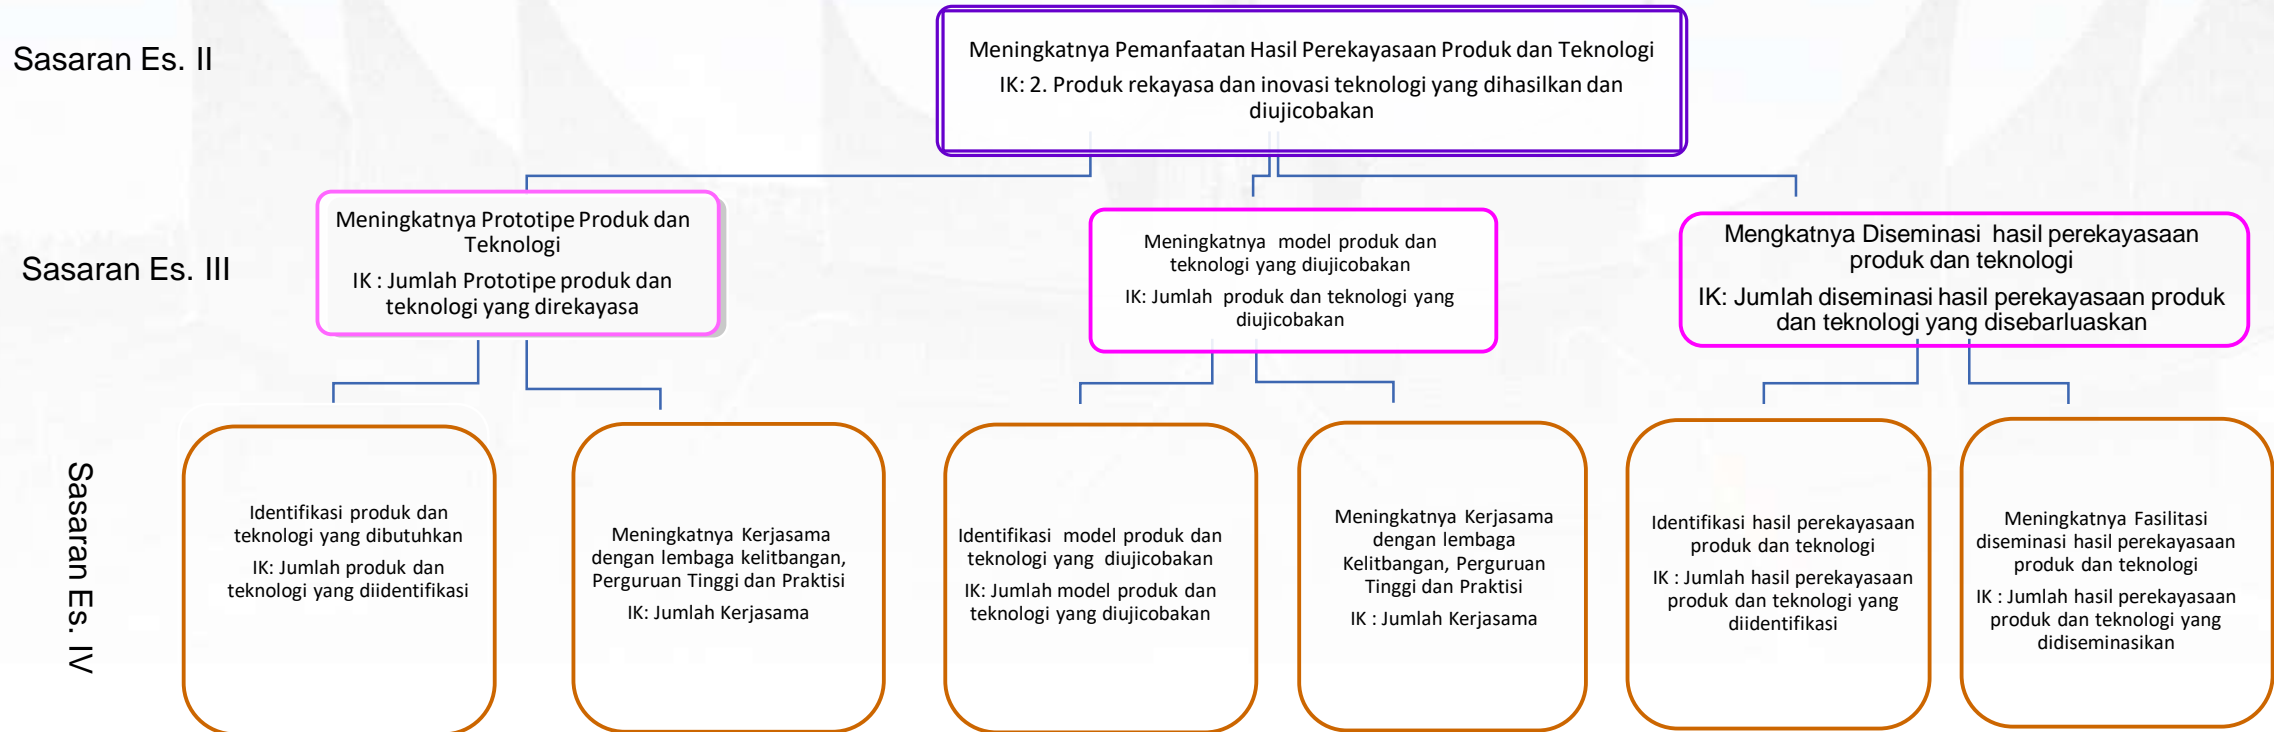 Sasaran Es. II
Meningkatnya Pemanfaatan Hasil Perekayasaan Produk dan Teknologi
IK: 2. Produk rekayasa dan inovasi teknologi yang dihasilkan dan
diujicobakan
Sasaran Es. III
Meningkatnya Prototipe Produk dan
Teknologi
IK : Jumlah Prototipe produk dan
teknologi yang direkayasa
Meningkatnya model produk dan
teknologi yang diujicobakan
IK: Jumlah produk dan teknologi yang
diujicobakan
Mengkatnya Diseminasi hasil perekayasaan
produk dan teknologi
IK: Jumlah diseminasi hasil perekayasaan produk
dan teknologi yang disebarluaskan
Sasaran Es. IV
Identifikasi produk dan
teknologi yang dibutuhkan
IK: Jumlah produk dan
teknologi yang diidentifikasi
Meningkatnya Kerjasama
dengan lembaga kelitbangan,
Perguruan Tinggi dan Praktisi
IK: Jumlah Kerjasama
Identifikasi model produk dan
teknologi yang diujicobakan
IK: Jumlah model produk dan
teknologi yang diujicobakan
Meningkatnya Kerjasama
dengan lembaga
Kelitbangan, Perguruan
Tinggi dan Praktisi
IK : Jumlah Kerjasama
Identifikasi hasil perekayasaan
produk dan teknologi
IK : Jumlah hasil perekayasaan
produk dan teknologi yang
diidentifikasi
Meningkatnya Fasilitasi
diseminasi hasil perekayasaan
produk dan teknologi
IK : Jumlah hasil perekayasaan
produk dan teknologi yang
didiseminasikan